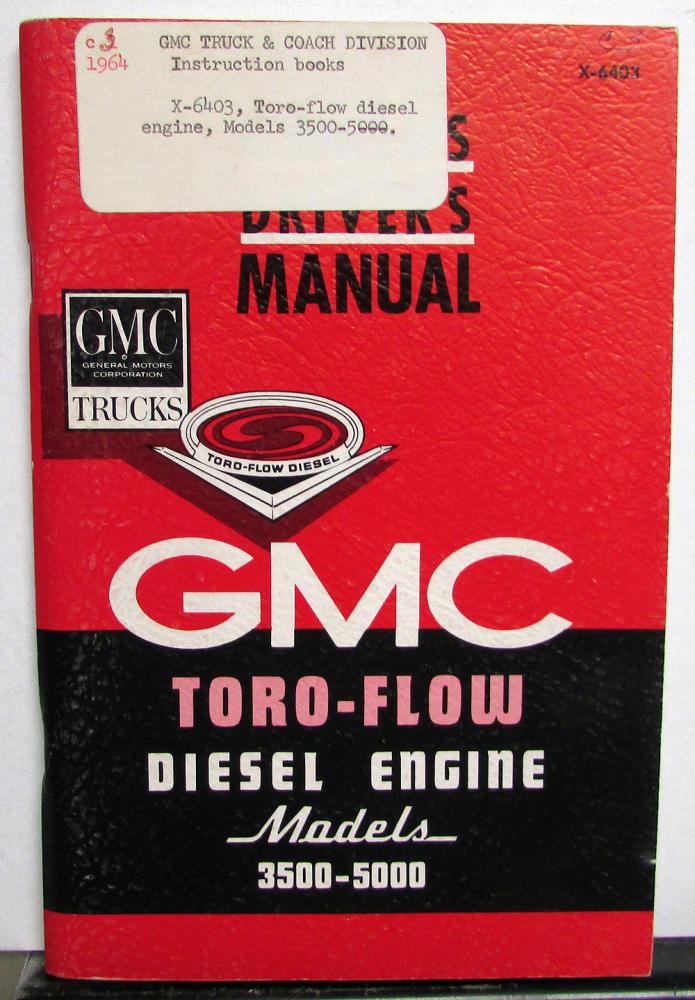 1964
GMC TRUCK & COACH DIVISION
Instruction books
X-6403, Toro-flow diesel
engine, Models 3500-5000.
X-6403
DRIVER'S
MANUAL
GMC
GENERAL MOTORS
CORPORATION
TRUCKS
TORO-FLOW DIESEL
GMC
TORO-FLOW
DIESEL ENGINE
Models
3500-5000